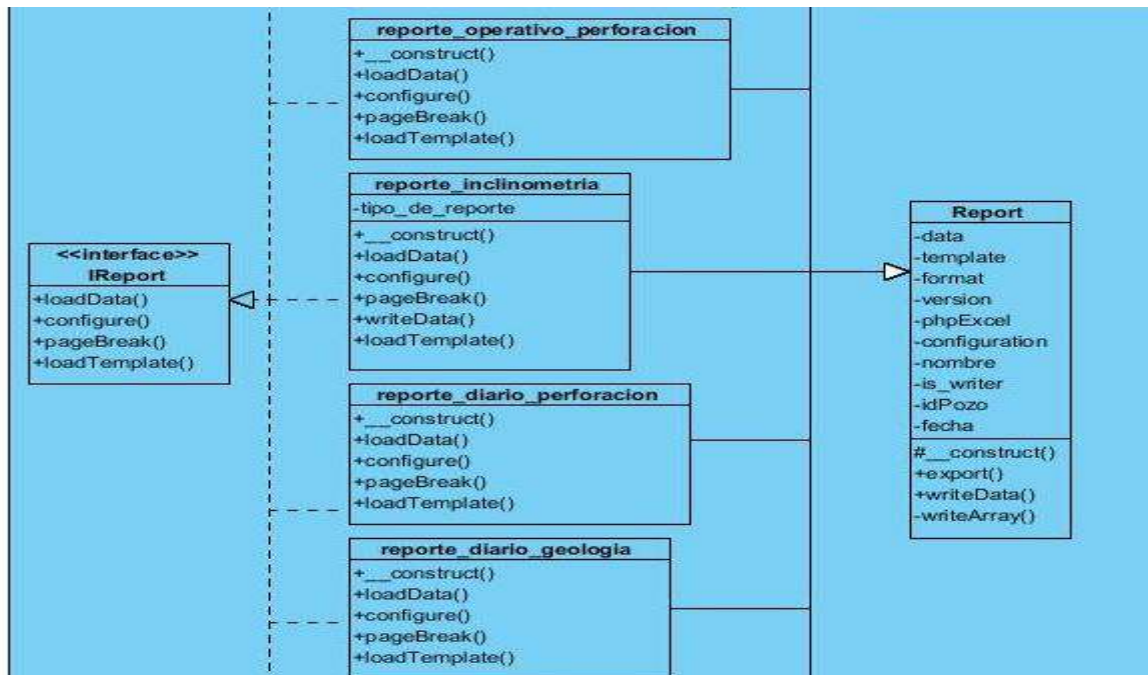 reporte_operativo_perforacion
+__construct()
+loadData()
+configure()
+pageBreak()
+loadTemplate()
reporte_inclinometria
-tipo_de_reporte
+__construct()
+loadData()
+configure()
+pageBreak()
+writeData()
+loadTemplate()
<<interface>>
IReport
+loadData()
+configure()
+pageBreak()
+loadTemplate()
Report
-data
-template
-format
-version
-phpExcel
-configuration
-nombre
-is_writer
-idPozo
-fecha
#__construct()
+export()
+writeData()
-writeArray()
reporte_diario_perforacion
+__construct()
+loadData()
+configure()
+pageBreak()
+loadTemplate()
reporte_diario_geologia
+__construct()
+loadData()
+configure()
+pageBreak()
+loadTemplate()